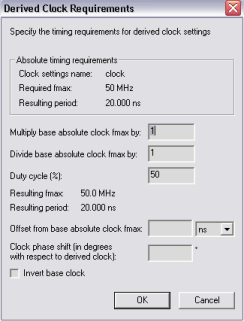 Derived Clock Requirements
Specify the timing requirements for derived clock settings
Absolute timing requirements
Clock settings name: clock
Required fmax: 50 MHz
Resulting period: 20.000 ns
Multiply base absolute clock fmax by: 1
Divide base absolute clock fmax by: 1
Duty cycle (%): 50
Resulting fmax: 50.0 MHz
Resulting period: 20.000 ns
Offset from base absolute clock fmax: ns
Clock phase shift (in degrees
with respect to derived clock): °
Invert base clock
OK Cancel